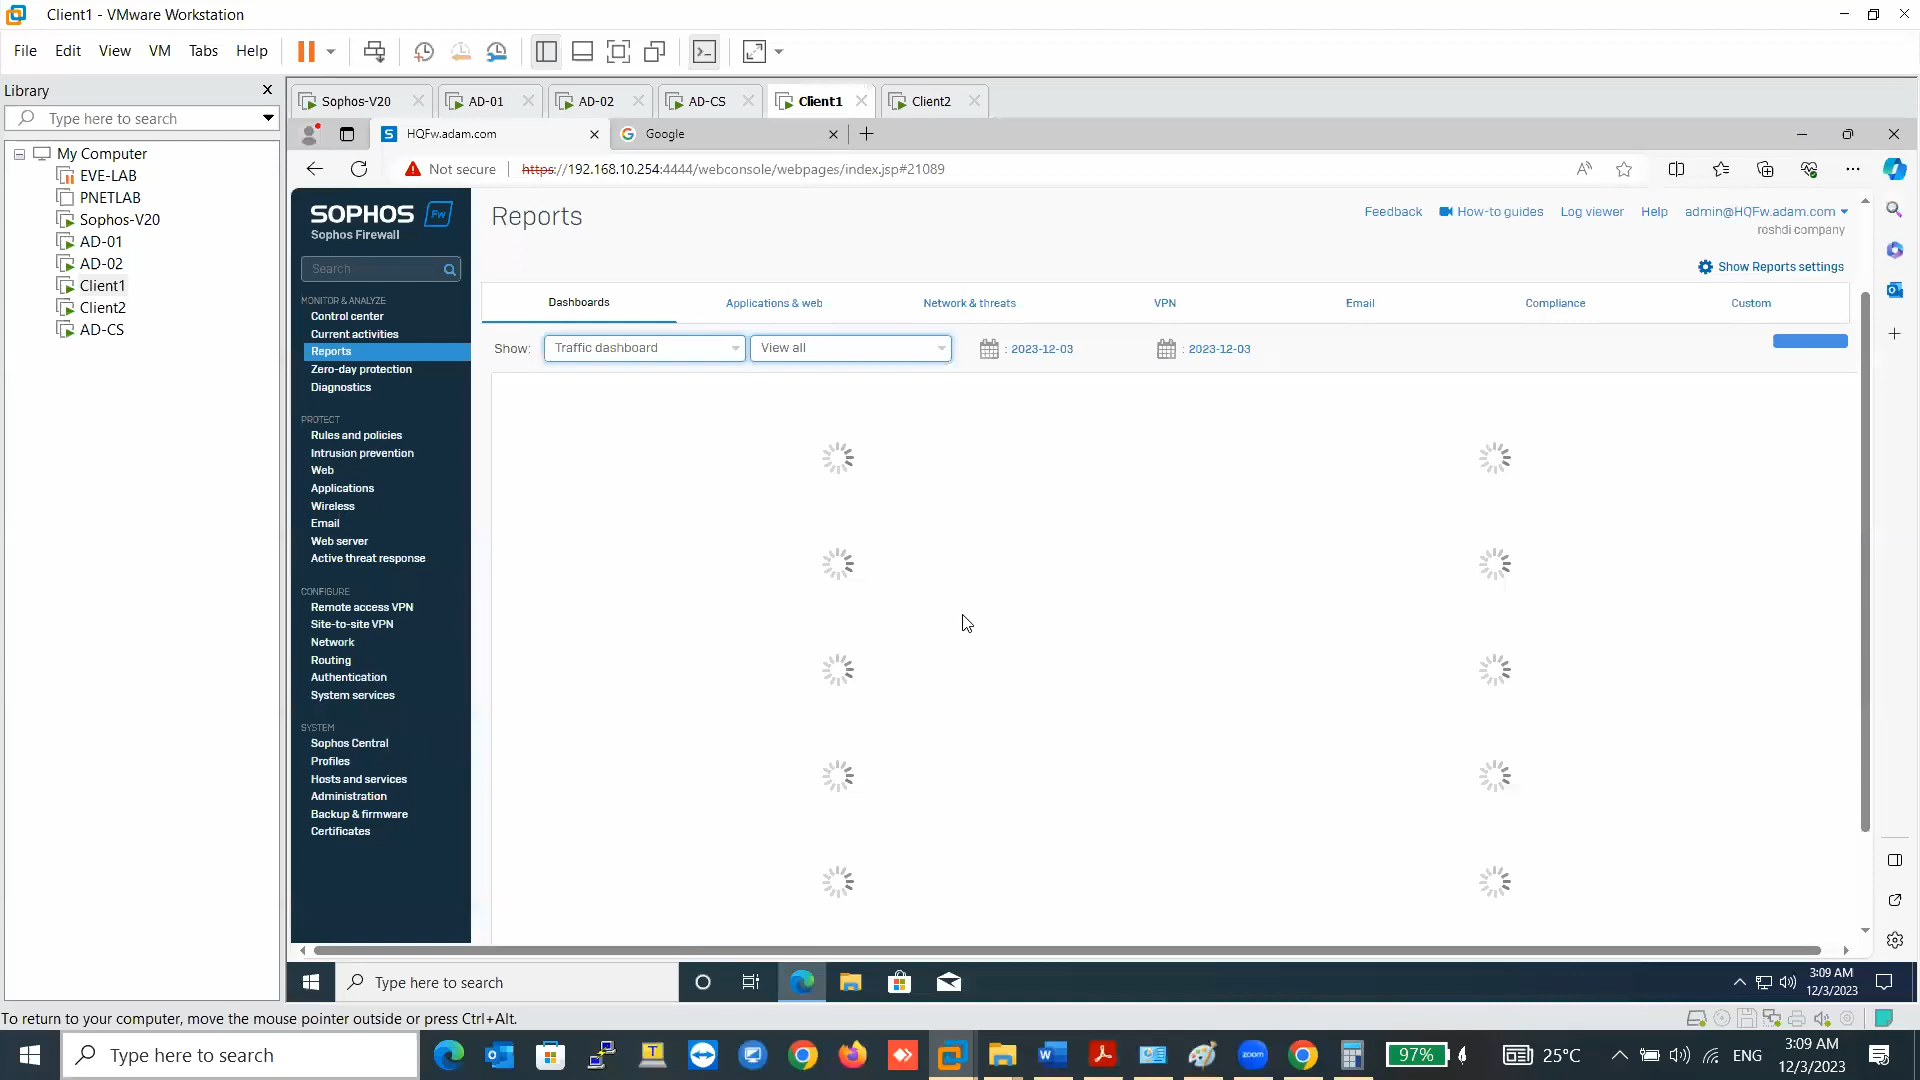 Client1 - VMware Workstation
File Edit View VM Tabs Help
Library
Type here to search
My Computer
EVE-LAB
PNETLAB
Sophos-V20
AD-01
AD-02
Client1
Client2
AD-CS
Sophos-V20 AD-01 AD-02 AD-CS Client1 Client2
HQFw.adam.com Google
Not secure https://192.168.10.254:4444/webconsole/webpages/index.jsp#21089
SOPHOS Fw
Sophos Firewall
Search
MONITOR & ANALYZE
Control center
Current activities
Reports
Zero-day protection
Diagnostics
PROTECT
Rules and policies
Intrusion prevention
Web
Applications
Wireless
Email
Web server
Active threat response
CONFIGURE
Remote access VPN
Site-to-site VPN
Network
Routing
Authentication
System services
SYSTEM
Sophos Central
Profiles
Hosts and services
Administration
Backup & firmware
Certificates
Reports
Feedback How-to guides Log viewer Help admin@HQFw.adam.com
roshdi company
Show Reports settings
Dashboards Applications & web Network & threats VPN Email Compliance Custom
Show: Traffic dashboard View all : 2023-12-03 : 2023-12-03
Type here to search
3:09 AM
12/3/2023
To return to your computer, move the mouse pointer outside or press Ctrl+Alt.
Type here to search
T
zoom
97%
25°C
ENG
3:09 AM
12/3/2023